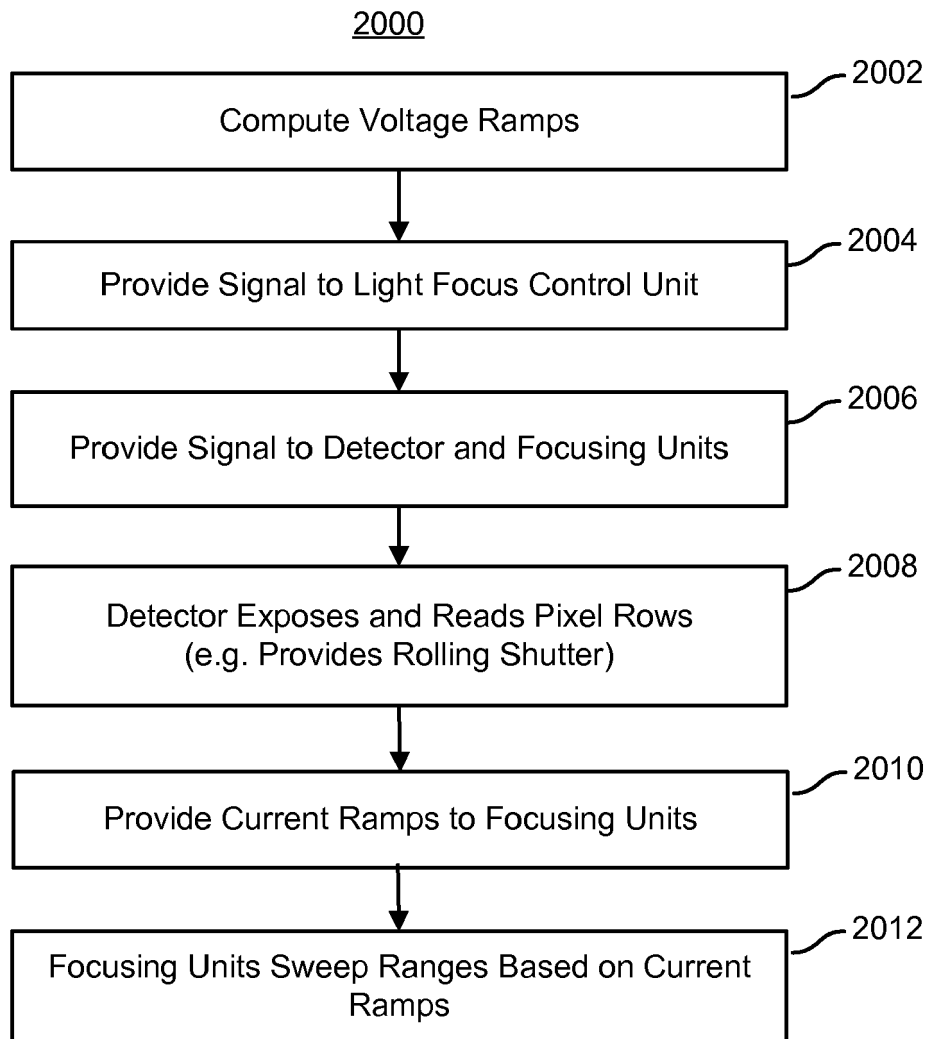 2000
2002
Compute Voltage Ramps
2004
Provide Signal to Light Focus Control Unit
2006
Provide Signal to Detector and Focusing Units
2008
Detector Exposes and Reads Pixel Rows
(e.g. Provides Rolling Shutter)
2010
Provide Current Ramps to Focusing Units
2012
Focusing Units Sweep Ranges Based on Current
Ramps